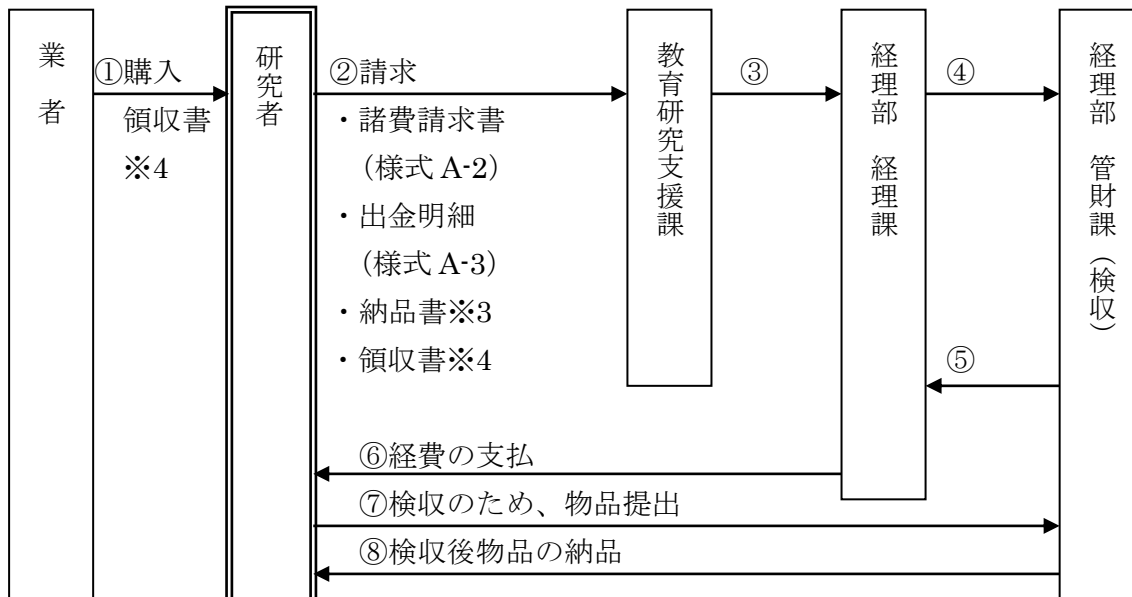 業者
①購入
領収書
※4
研究者
②請求
・諸費請求書
（様式 A-2）
・出金明細
（様式 A-3）
・納品書※3
・領収書※4
教育研究支援課
③
経理部 経理課
④
経理部 管財課（検収）
⑤
⑥経費の支払
⑦検収のため、物品提出
⑧検収後物品の納品